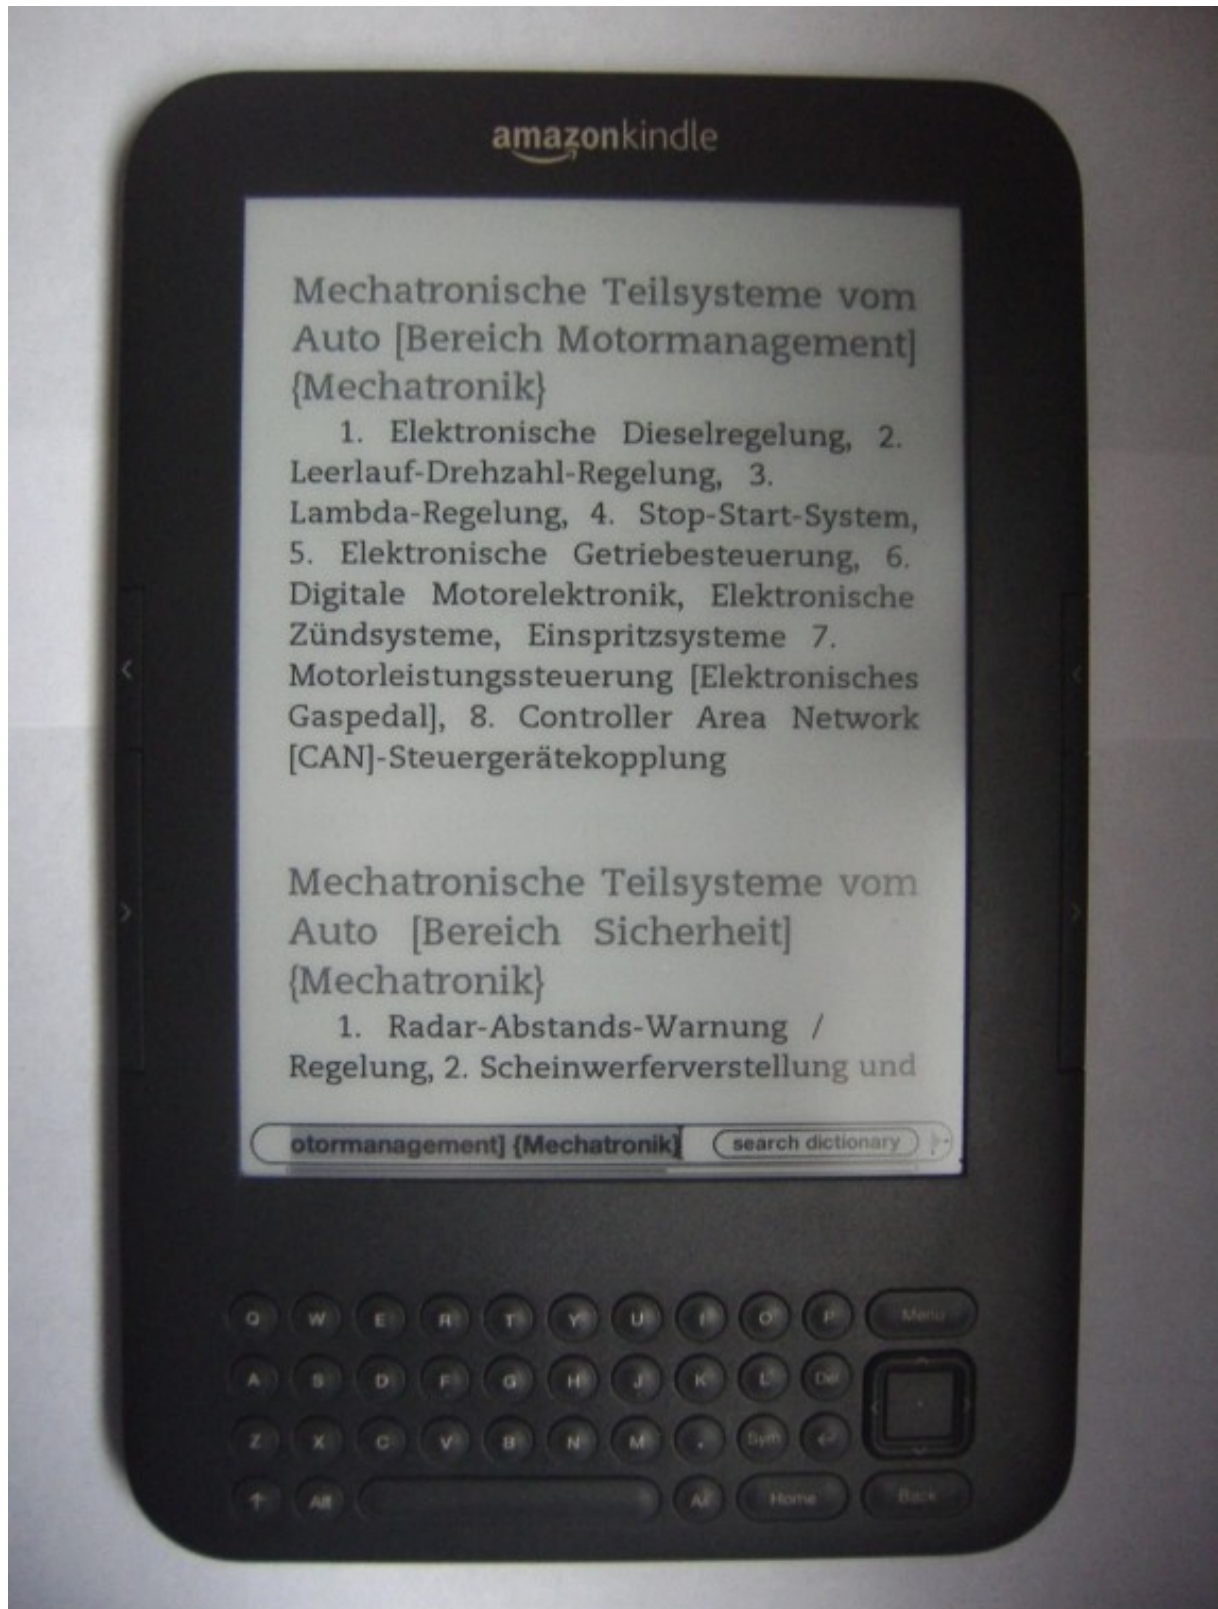 amazonkindle
Mechatronische Teilsysteme vom
Auto [Bereich Motormanagement]
{Mechatronik}
1. Elektronische Dieselregelung, 2.
Leerlauf-Drehzahl-Regelung, 3.
Lambda-Regelung, 4. Stop-Start-System,
5. Elektronische Getriebesteuerung, 6.
Digitale Motorelektronik, Elektronische
Zündsysteme, Einspritzsysteme 7.
Motorleistungssteuerung [Elektronisches
Gaspedal], 8. Controller Area Network
[CAN]-Steuergerätekopplung
Mechatronische Teilsysteme vom
Auto [Bereich Sicherheit]
{Mechatronik}
1. Radar-Abstands-Warnung /
Regelung, 2. Scheinwerferverstellung und
otormanagement] {Mechatronik} search dictionary
Q W E R T Y U I O P Menu
A S D F G H J K L Del
Z X C V B N M . Sym
Alt Aa Home Back